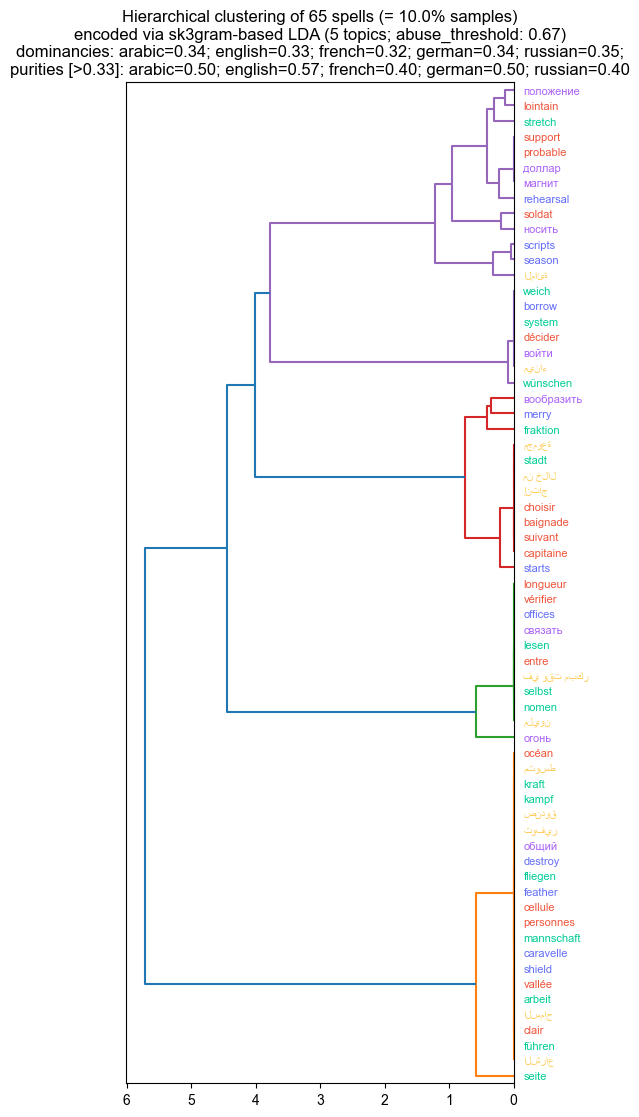 Hierarchical clustering of 65 spells (= 10.0% samples)
encoded via sk3gram-based LDA (5 topics; abuse_threshold: 0.67)
dominancies: arabic=0.34; english=0.33; french=0.32; german=0.34; russian=0.35;
purities [>0.33]: arabic=0.50; english=0.57; french=0.40; german=0.50; russian=0.40
положение
lointain
stretch
support
probable
доллар
магнит
rehearsal
soldat
носить
scripts
season
المائة
weich
borrow
system
décider
войти
ميناء
wünschen
вообразить
merry
fraktion
مجموعة
stadt
من خلال
إنتاج
choisir
baignade
suivant
capitaine
starts
longueur
vérifier
offices
связать
lesen
entre
في وقت مبكر
selbst
nomen
مليون
огонь
océan
متوسط
kraft
kampf
صندوق
توفير
общий
destroy
fliegen
feather
cellule
personnes
mannschaft
caravelle
shield
vallée
arbeit
السماح
clair
führen
الشراع
seite
6 5 4 3 2 1 0